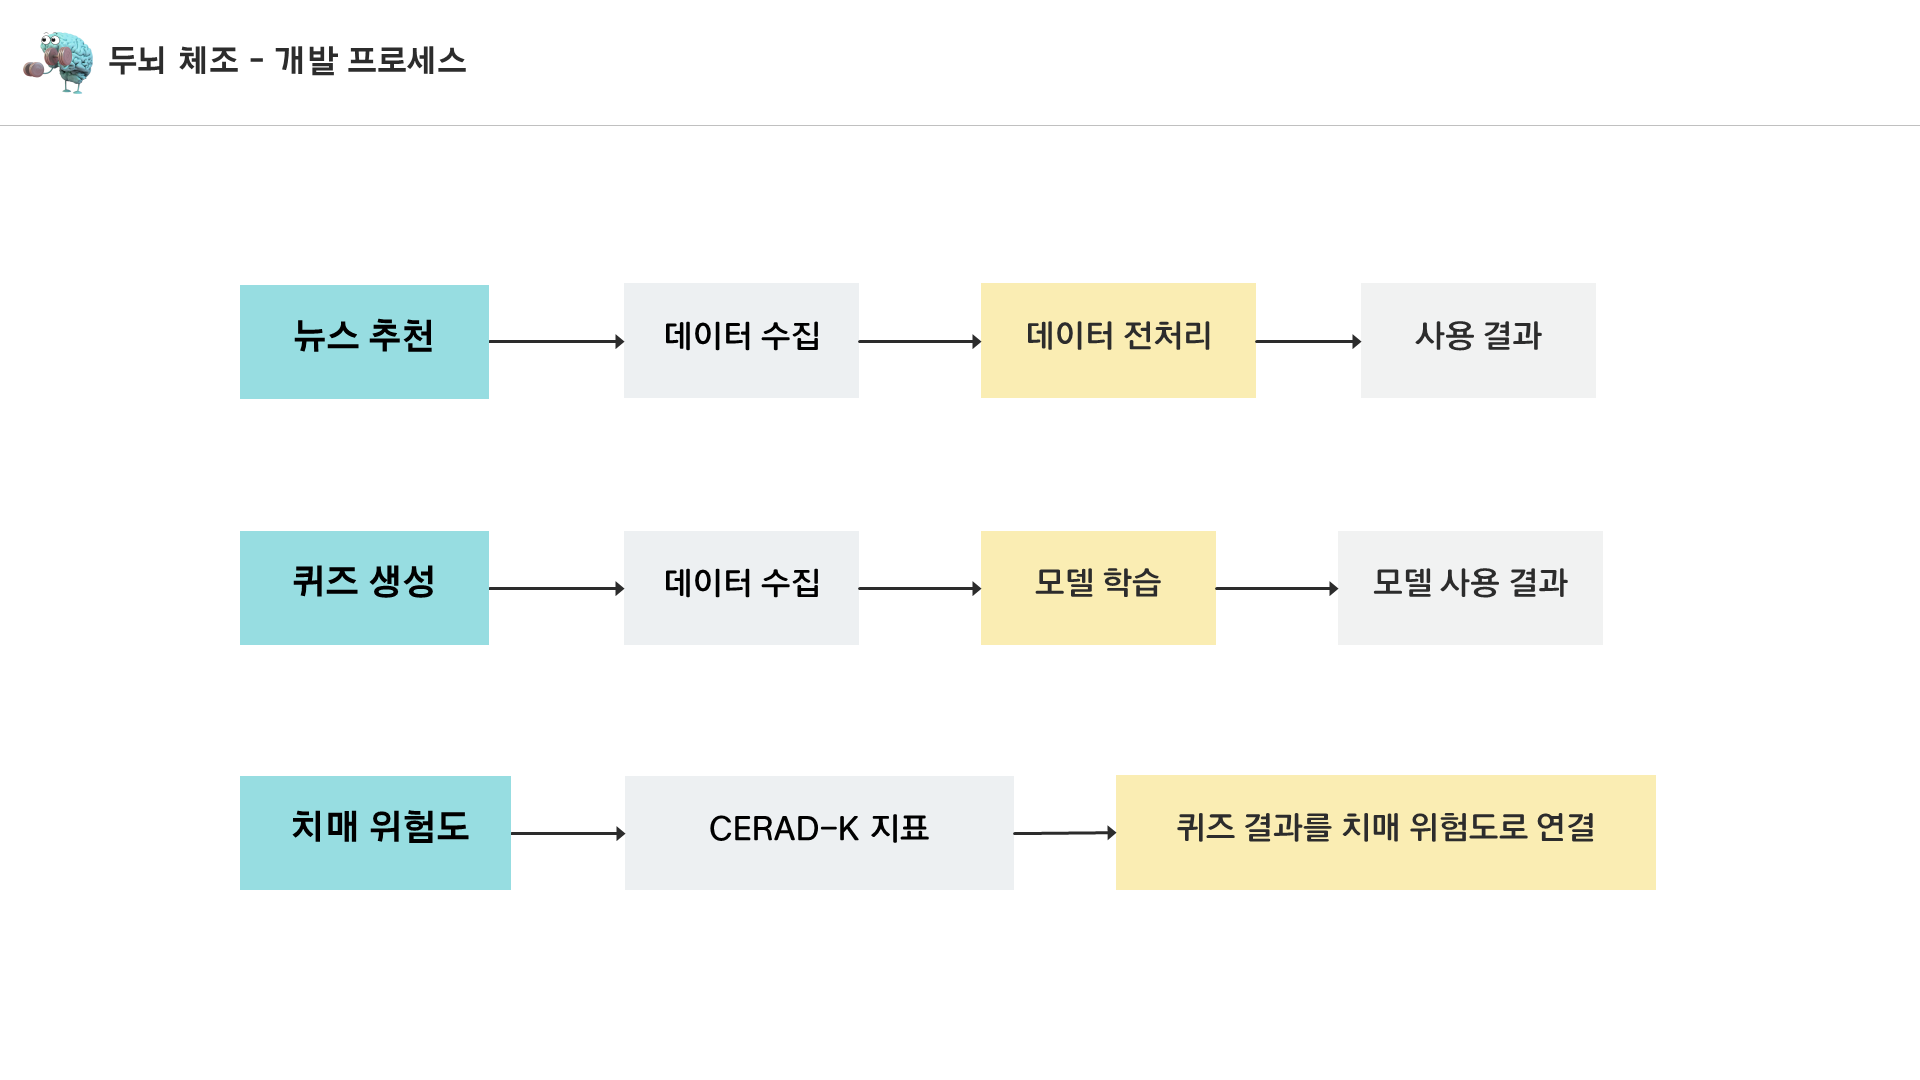 두뇌 체조 - 개발 프로세스
뉴스 추천
데이터 수집
데이터 전처리
사용 결과
퀴즈 생성
데이터 수집
모델 학습
모델 사용 결과
치매 위험도
CERAD-K 지표
퀴즈 결과를 치매 위험도로 연결